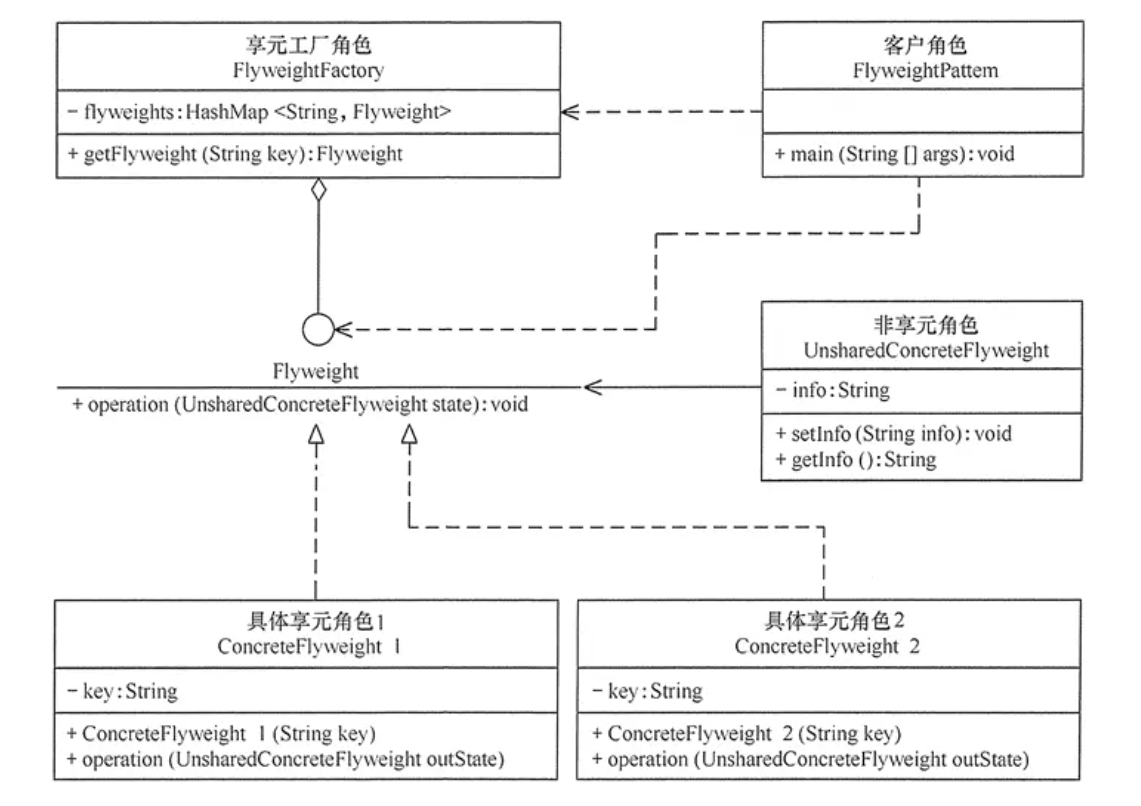 享元工厂角色
FlyweightFactory
- flyweights:HashMap <String, Flyweight>
+ getFlyweight (String key):Flyweight
客户角色
FlyweightPattem
+ main (String [] args):void
Flyweight
+ operation (UnsharedConcreteFlyweight state):void
非享元角色
UnsharedConcreteFlyweight
- info:String
+ setInfo (String info):void
+ getInfo ():String
具体享元角色1
ConcreteFlyweight 1
- key:String
+ ConcreteFlyweight 1 (String key)
+ operation (UnsharedConcreteFlyweight outState)
具体享元角色2
ConcreteFlyweight 2
- key:String
+ ConcreteFlyweight 2 (String key)
+ operation (UnsharedConcreteFlyweight outState)